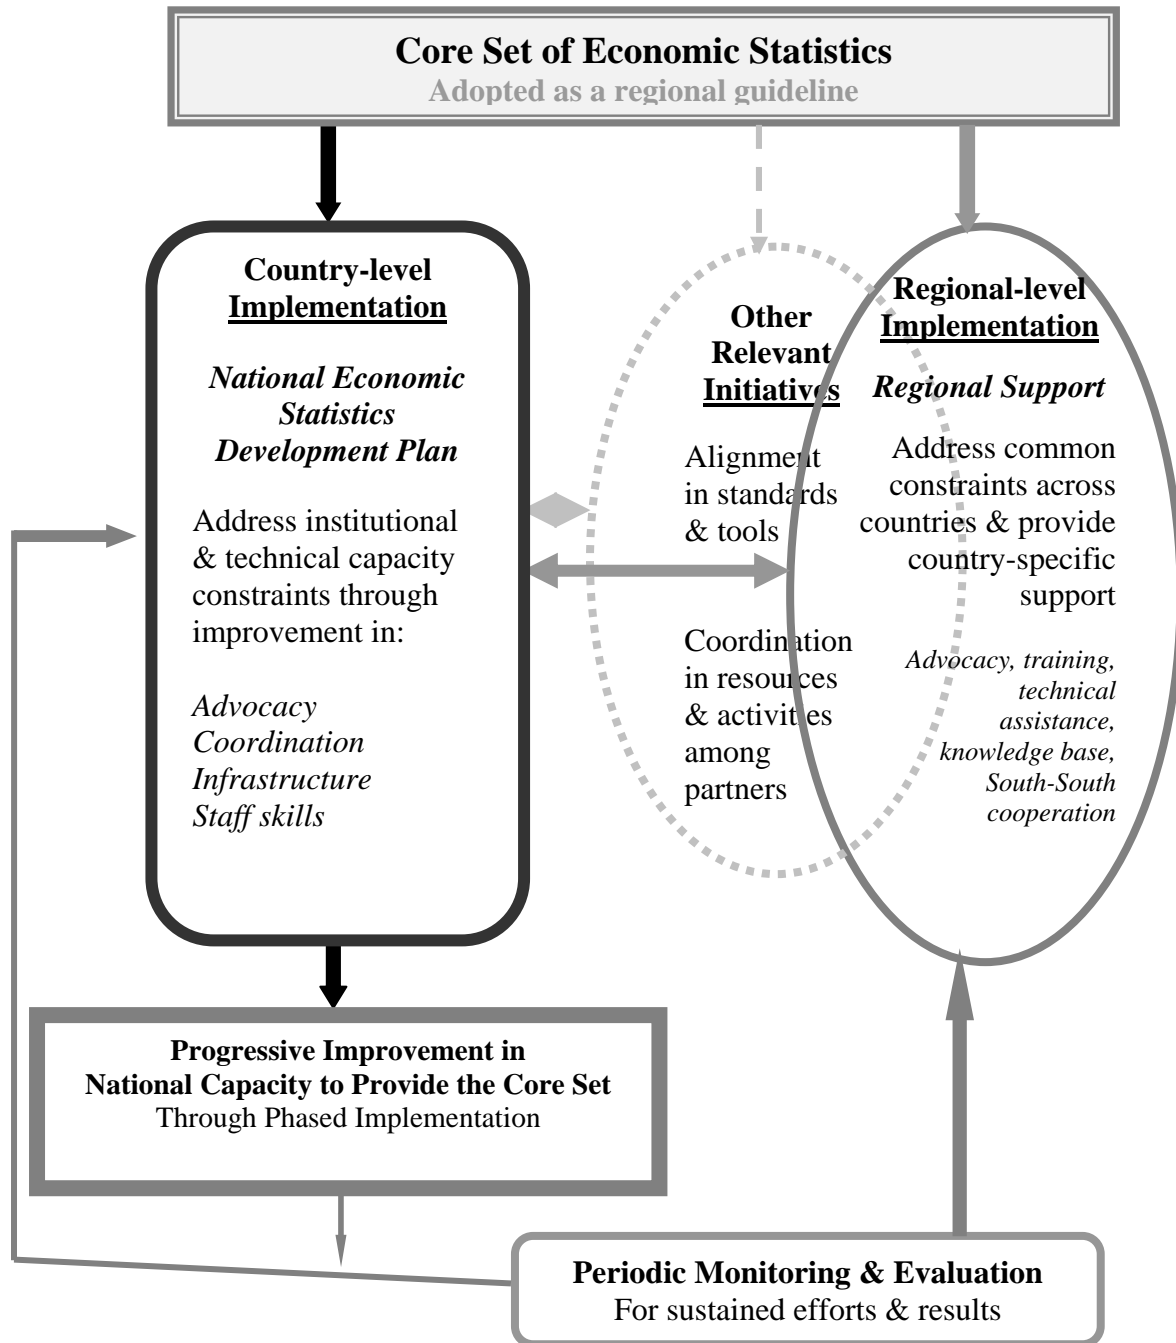 Core Set of Economic Statistics
Adopted as a regional guideline
Country-level
Implementation
National Economic
Statistics
Development Plan
Address institutional
& technical capacity
constraints through
improvement in:
Advocacy
Coordination
Infrastructure
Staff skills
Other
Relevant
Initiatives
Alignment
in standards
& tools
Coordination
in resources
& activities
among
partners
Regional-level
Implementation
Regional Support
Address common
constraints across
countries & provide
country-specific
support
Advocacy, training,
technical
assistance,
knowledge base,
South-South
cooperation
Progressive Improvement in
National Capacity to Provide the Core Set
Through Phased Implementation
Periodic Monitoring & Evaluation
For sustained efforts & results